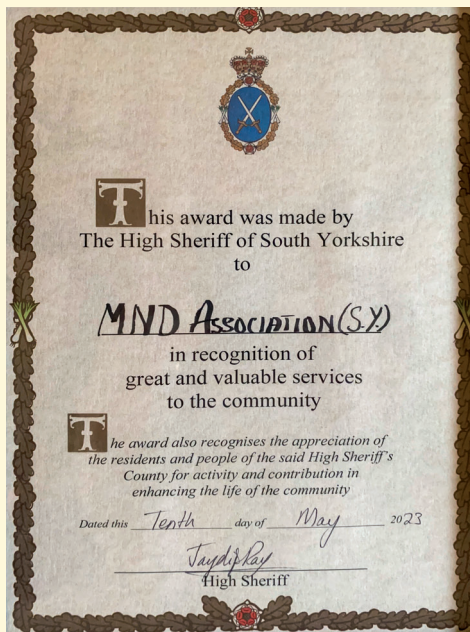 This award was made by
The High Sheriff of South Yorkshire
to
MND ASSOCIATION (S.Y.)
in recognition of
great and valuable services
to the community
The award also recognises the appreciation of
the residents and people of the said High Sheriff's
County for activity and contribution in
enhancing the life of the community
Dated this Tenth day of May 2023
Jaydip Ray
High Sheriff